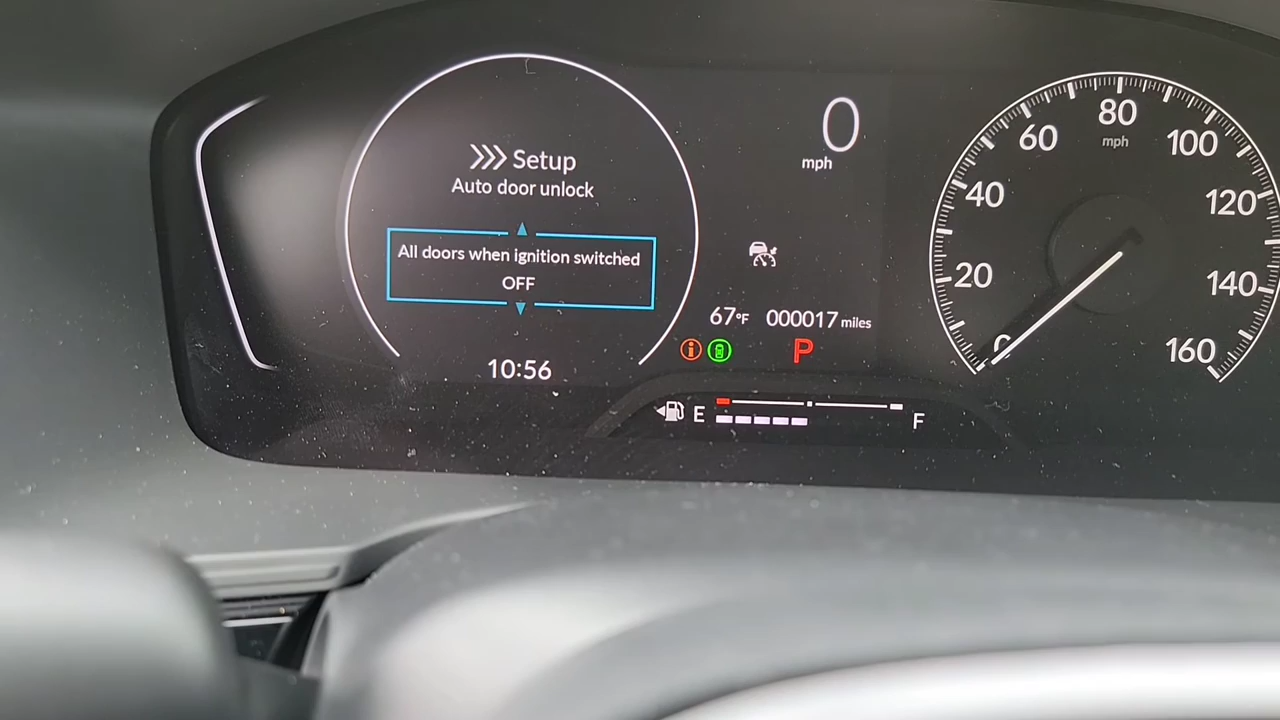 Setup
Auto door unlock
All doors when ignition switched
OFF
10:56
0
mph
67°F 000017 miles
P
E
F
0
20
40
60
80
mph
100
120
140
160